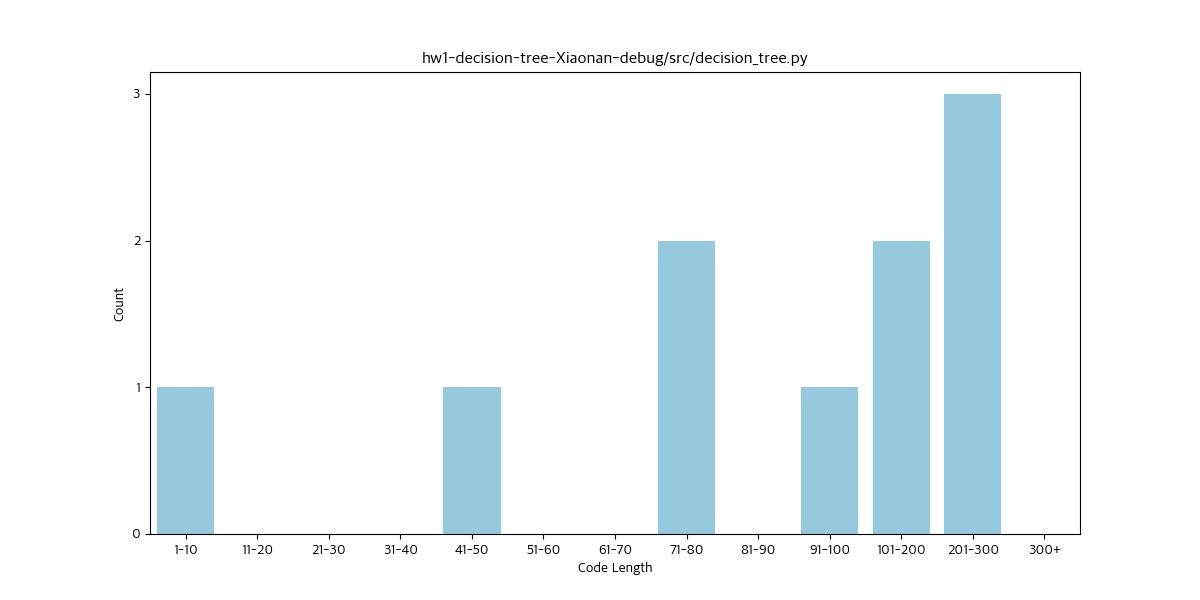 hw1-decision-tree-Xiaonan-debug/src/decision_tree.py
3
2
1
0
Count
1-10 11-20 21-30 31-40 41-50 51-60 61-70 71-80 81-90 91-100 101-200 201-300 300+
Code Length